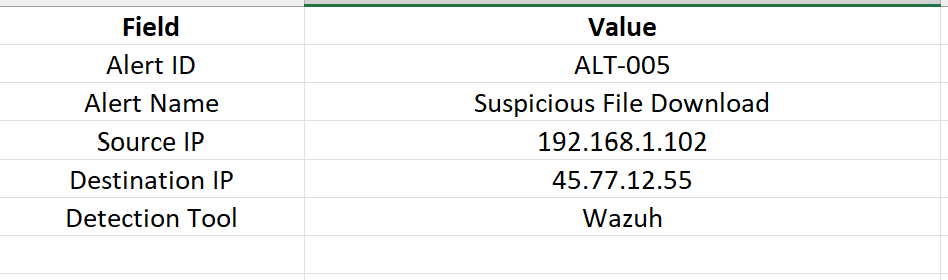 Field Value
Alert ID ALT-005
Alert Name Suspicious File Download
Source IP 192.168.1.102
Destination IP 45.77.12.55
Detection Tool Wazuh